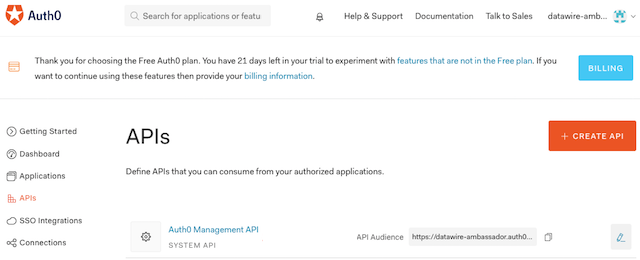 Auth0
Search for applications or featu
Help & Support
Documentation
Talk to Sales
datawire-amb...
Thank you for choosing the Free Auth0 plan. You have 21 days left in your trial to experiment with features that are not in the Free plan. If you
want to continue using these features then provide your billing information.
BILLING
Getting Started
Dashboard
Applications
APIs
SSO Integrations
Connections
APIs
+ CREATE API
Define APIs that you can consume from your authorized applications.
Auth0 Management API
SYSTEM API
API Audience
https://datawire-ambassador.auth0...